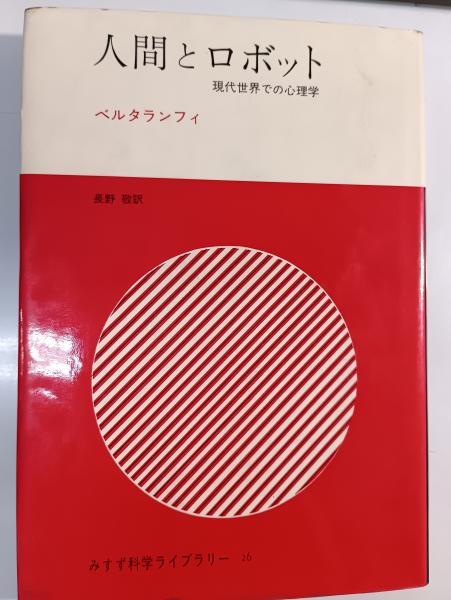 人間とロボット
現代世界での心理学
ベルタランフィ
長野 敬訳
みすず科学ライブラリー 26